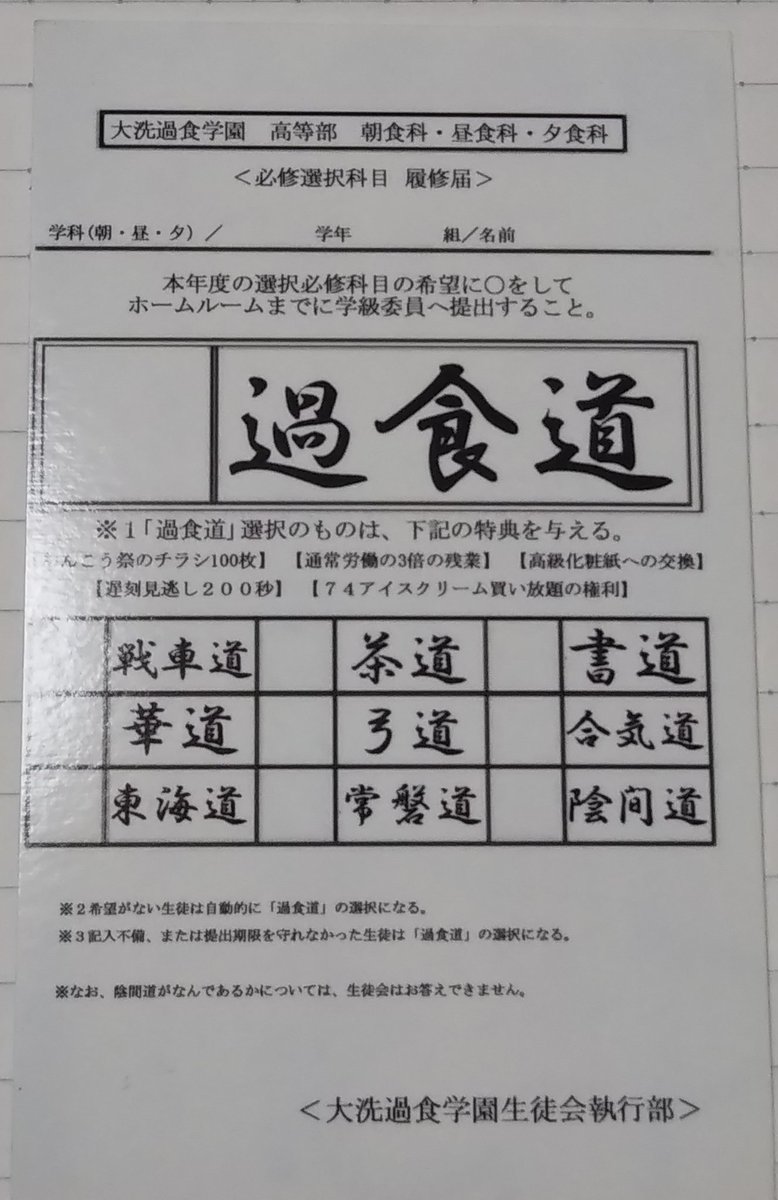 大洗過食学園　高等部　朝食科・昼食科・夕食科
＜必修選択科目 履修届＞
学科(朝・昼・夕) ／　　　　学年　　　　組／名前
本年度の選択必修科目の希望に〇をして
ホームルームまでに学級委員へ提出すること。
過食道
※１「過食道」選択のものは、下記の特典を与える。
んこう祭のチラシ100枚】【通常労働の3倍の残業】【高級化粧紙への交換】
【遅刻見逃し２００秒】【７４アイスクリーム買い放題の権利】
戦車道　茶道　書道
華道　弓道　合気道
東海道　常磐道　陰間道
※２希望がない生徒は自動的に「過食道」の選択になる。
※３記入不備、または提出期限を守れなかった生徒は「過食道」の選択になる。
※なお、陰間道がなんであるかについては、生徒会はお答えできません。
＜大洗過食学園生徒会執行部＞